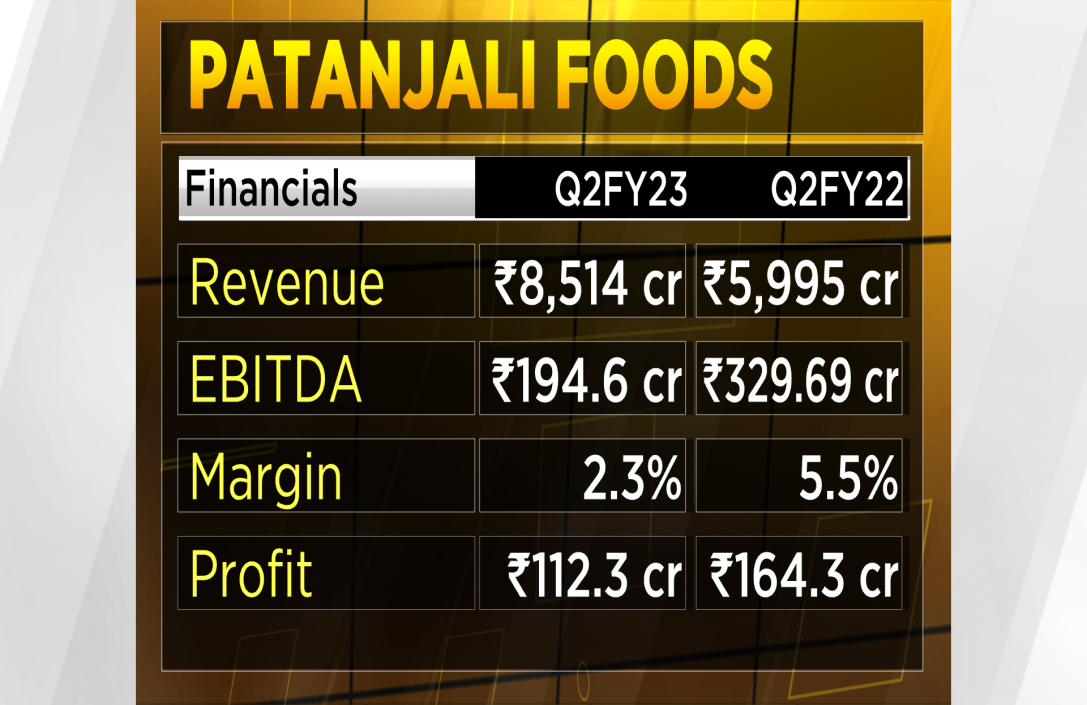 PATANJALI FOODS
Financials Q2FY23 Q2FY22
Revenue ₹8,514 cr ₹5,995 cr
EBITDA ₹194.6 cr ₹329.69 cr
Margin 2.3% 5.5%
Profit ₹112.3 cr ₹164.3 cr